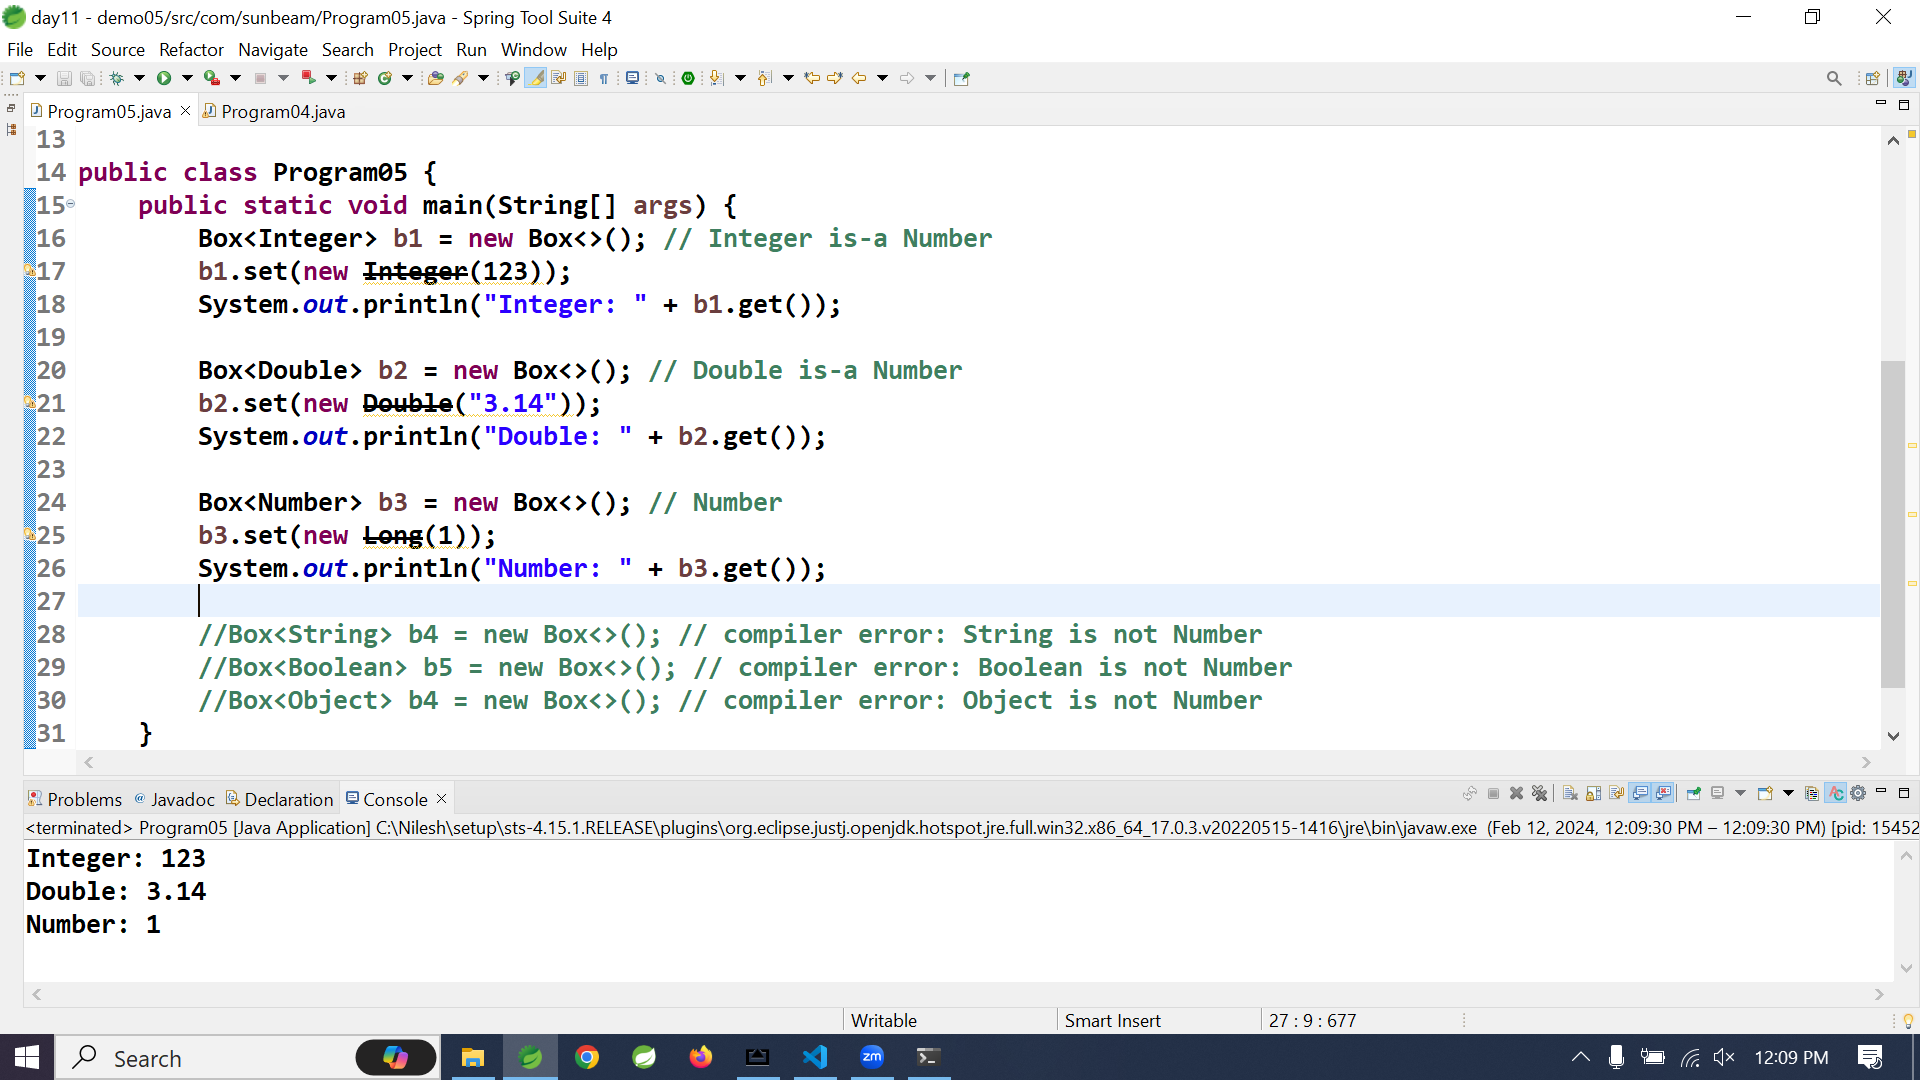 day11 - demo05/src/com/sunbeam/Program05.java - Spring Tool Suite 4
File Edit Source Refactor Navigate Search Project Run Window Help
Program05.java Program04.java
13
14 public class Program05 {
15 public static void main(String[] args) {
16 Box<Integer> b1 = new Box<>(); // Integer is-a Number
17 b1.set(new Integer(123));
18 System.out.println("Integer: " + b1.get());
19
20 Box<Double> b2 = new Box<>(); // Double is-a Number
21 b2.set(new Double("3.14"));
22 System.out.println("Double: " + b2.get());
23
24 Box<Number> b3 = new Box<>(); // Number
25 b3.set(new Long(1));
26 System.out.println("Number: " + b3.get());
27
28 //Box<String> b4 = new Box<>(); // compiler error: String is not Number
29 //Box<Boolean> b5 = new Box<>(); // compiler error: Boolean is not Number
30 //Box<Object> b4 = new Box<>(); // compiler error: Object is not Number
31 }
Problems Javadoc Declaration Console
<terminated> Program05 [Java Application] C:\Nilesh\setup\sts-4.15.1.RELEASE\plugins\org.eclipse.justj.openjdk.hotspot.jre.full.win32.x86_64_17.0.3.v20220515-1416\jre\bin\javaw.exe (Feb 12, 2024, 12:09:30 PM – 12:09:30 PM) [pid: 15452
Integer: 123
Double: 3.14
Number: 1
Writable Smart Insert 27 : 9 : 677
Search zm 12:09 PM